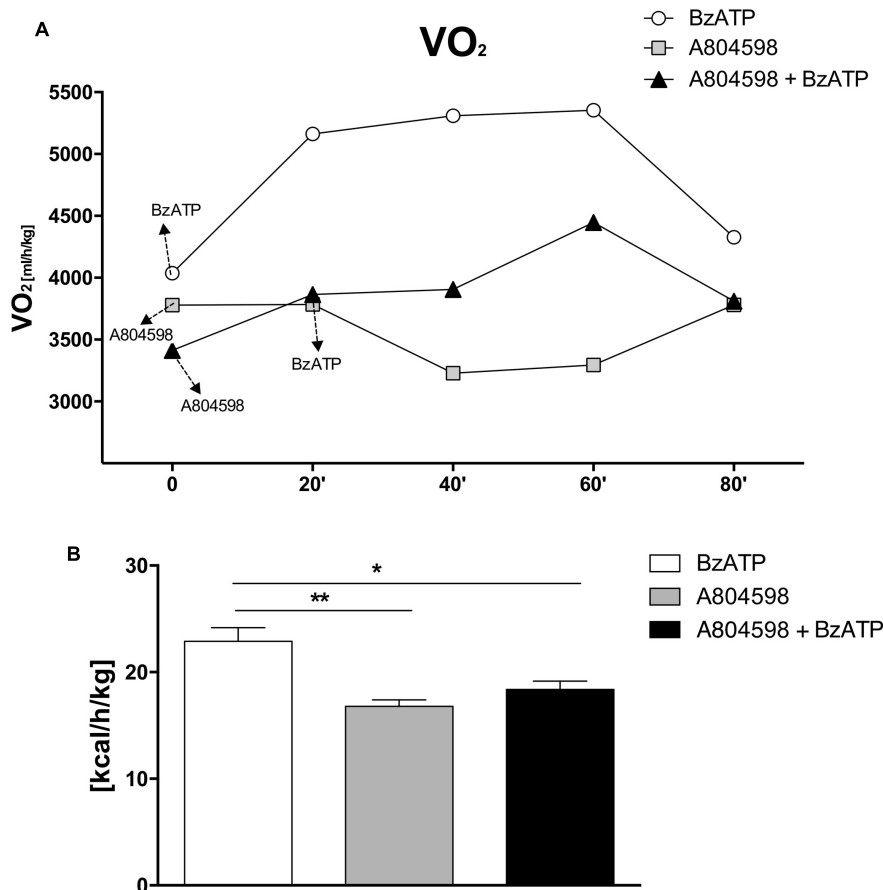 A
VO₂
BzATP
A804598
A804598 + BzATP
5500
5000
4500
4000
3500
3000
VO₂ [ml/h/kg]
BzATP
A804598
A804598
BzATP
0 20' 40' 60' 80'
B
BzATP
A804598
A804598 + BzATP
30
20
10
0
[kcal/h/kg]
*
**